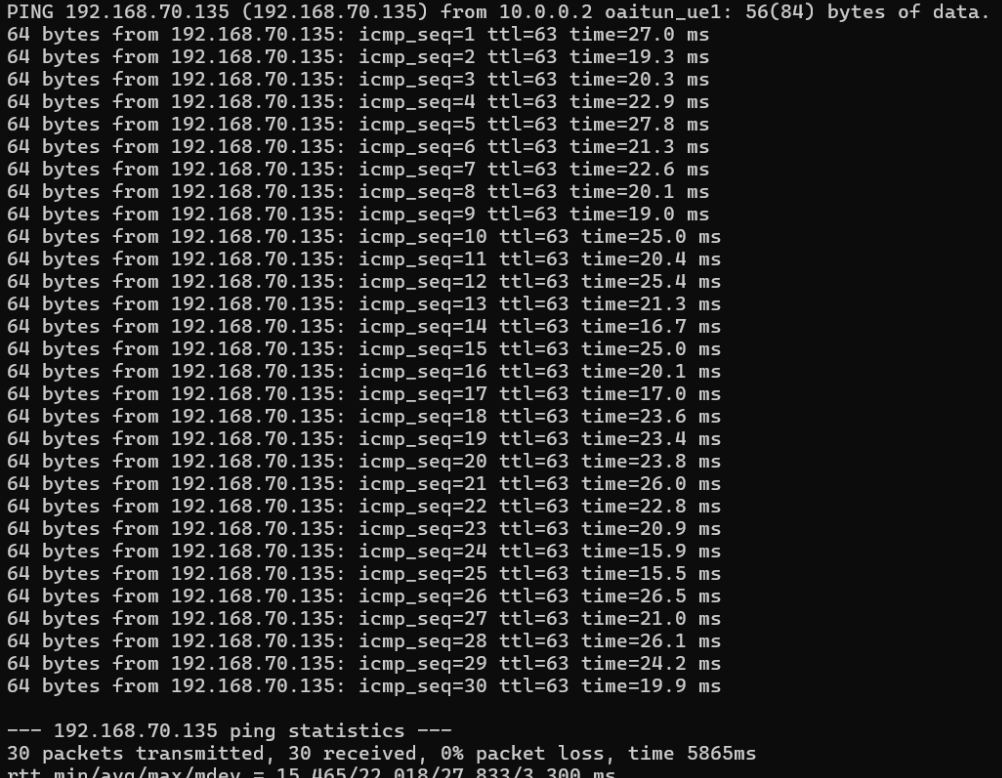 PING 192.168.70.135 (192.168.70.135) from 10.0.0.2 oaitun_ue1: 56(84) bytes of data.
64 bytes from 192.168.70.135: icmp_seq=1 ttl=63 time=27.0 ms
64 bytes from 192.168.70.135: icmp_seq=2 ttl=63 time=19.3 ms
64 bytes from 192.168.70.135: icmp_seq=3 ttl=63 time=20.3 ms
64 bytes from 192.168.70.135: icmp_seq=4 ttl=63 time=22.9 ms
64 bytes from 192.168.70.135: icmp_seq=5 ttl=63 time=27.8 ms
64 bytes from 192.168.70.135: icmp_seq=6 ttl=63 time=21.3 ms
64 bytes from 192.168.70.135: icmp_seq=7 ttl=63 time=22.6 ms
64 bytes from 192.168.70.135: icmp_seq=8 ttl=63 time=20.1 ms
64 bytes from 192.168.70.135: icmp_seq=9 ttl=63 time=19.0 ms
64 bytes from 192.168.70.135: icmp_seq=10 ttl=63 time=25.0 ms
64 bytes from 192.168.70.135: icmp_seq=11 ttl=63 time=20.4 ms
64 bytes from 192.168.70.135: icmp_seq=12 ttl=63 time=25.4 ms
64 bytes from 192.168.70.135: icmp_seq=13 ttl=63 time=21.3 ms
64 bytes from 192.168.70.135: icmp_seq=14 ttl=63 time=16.7 ms
64 bytes from 192.168.70.135: icmp_seq=15 ttl=63 time=25.0 ms
64 bytes from 192.168.70.135: icmp_seq=16 ttl=63 time=20.1 ms
64 bytes from 192.168.70.135: icmp_seq=17 ttl=63 time=17.0 ms
64 bytes from 192.168.70.135: icmp_seq=18 ttl=63 time=23.6 ms
64 bytes from 192.168.70.135: icmp_seq=19 ttl=63 time=23.4 ms
64 bytes from 192.168.70.135: icmp_seq=20 ttl=63 time=23.8 ms
64 bytes from 192.168.70.135: icmp_seq=21 ttl=63 time=26.0 ms
64 bytes from 192.168.70.135: icmp_seq=22 ttl=63 time=22.8 ms
64 bytes from 192.168.70.135: icmp_seq=23 ttl=63 time=20.9 ms
64 bytes from 192.168.70.135: icmp_seq=24 ttl=63 time=15.9 ms
64 bytes from 192.168.70.135: icmp_seq=25 ttl=63 time=15.5 ms
64 bytes from 192.168.70.135: icmp_seq=26 ttl=63 time=26.5 ms
64 bytes from 192.168.70.135: icmp_seq=27 ttl=63 time=21.0 ms
64 bytes from 192.168.70.135: icmp_seq=28 ttl=63 time=26.1 ms
64 bytes from 192.168.70.135: icmp_seq=29 ttl=63 time=24.2 ms
64 bytes from 192.168.70.135: icmp_seq=30 ttl=63 time=19.9 ms
--- 192.168.70.135 ping statistics ---
30 packets transmitted, 30 received, 0% packet loss, time 5865ms
rtt min/avg/max/mdev = 15.465/22.018/27.833/3.300 ms